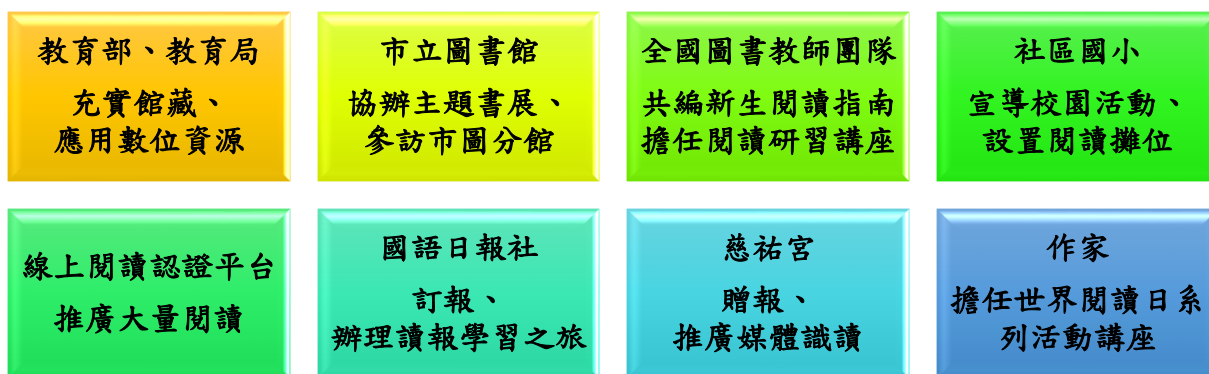 教育部、教育局
充實館藏、
應用數位資源
市立圖書館
協辦主題書展、
參訪市圖分館
全國圖書教師團隊
共編新生閱讀指南
擔任閱讀研習講座
社區國小
宣導校園活動、
設置閱讀攤位
線上閱讀認證平台
推廣大量閱讀
國語日報社
訂報、
辦理讀報學習之旅
慈祐宮
贈報、
推廣媒體識讀
作家
擔任世界閱讀日系
列活動講座